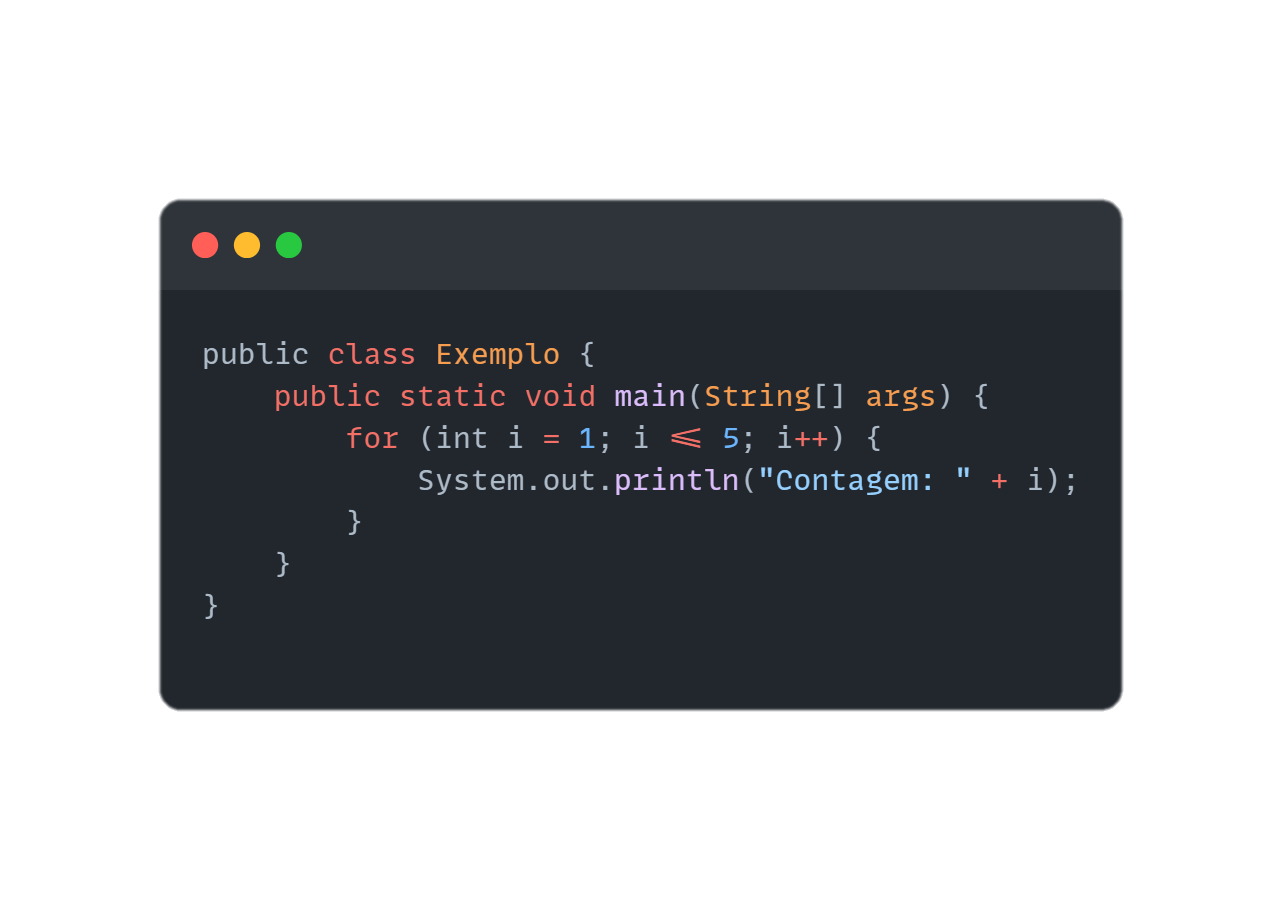 public class Exemplo {
    public static void main(String[] args) {
        for (int i = 1; i <= 5; i++) {
            System.out.println("Contagem: " + i);
        }
    }
}